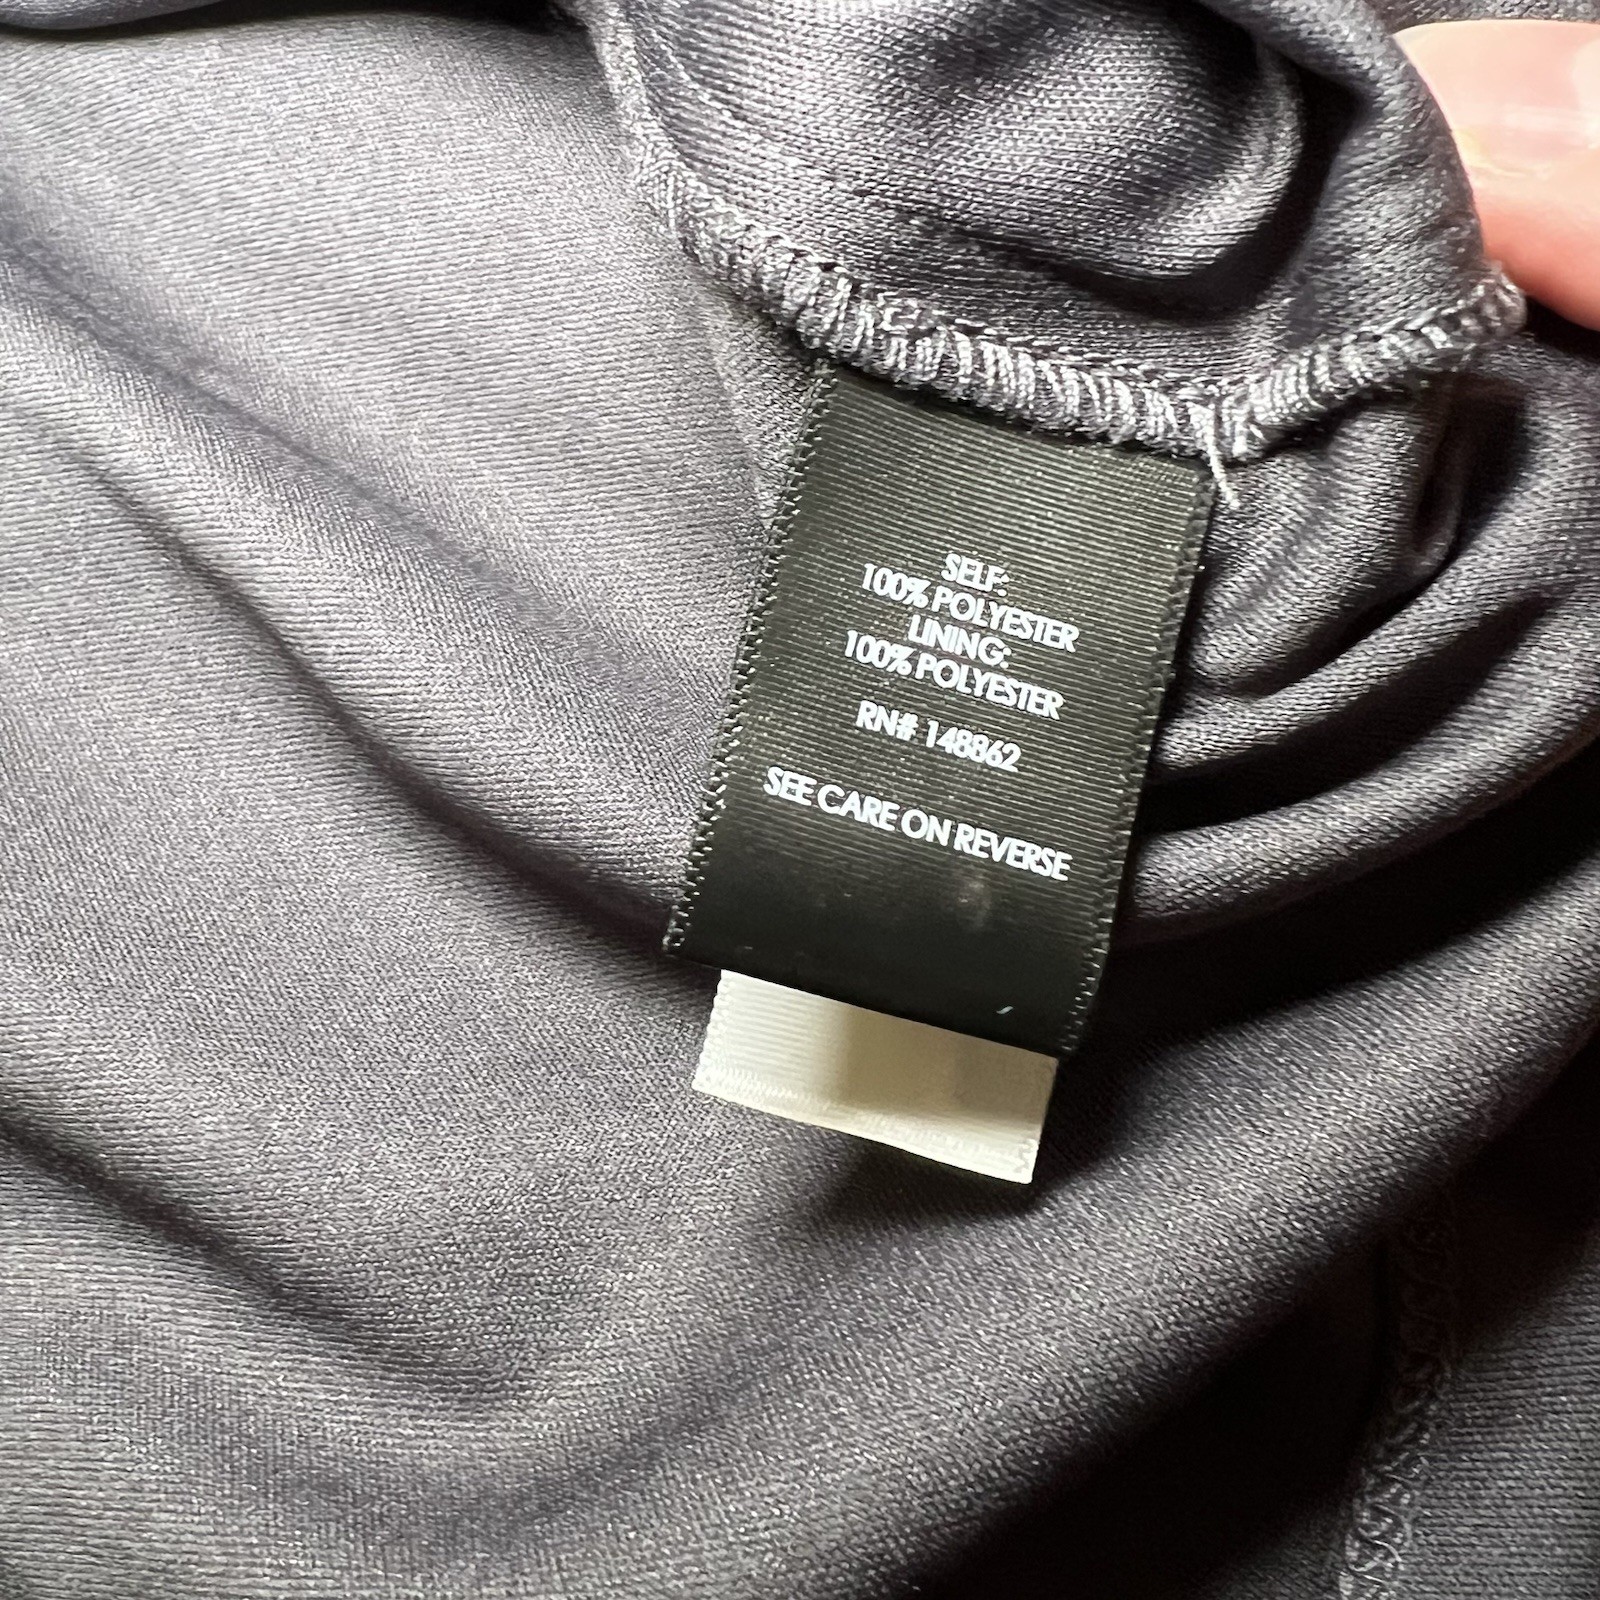 SELF:
100% POLYESTER
LINING:
100% POLYESTER
RN# 148862
SEE CARE ON REVERSE